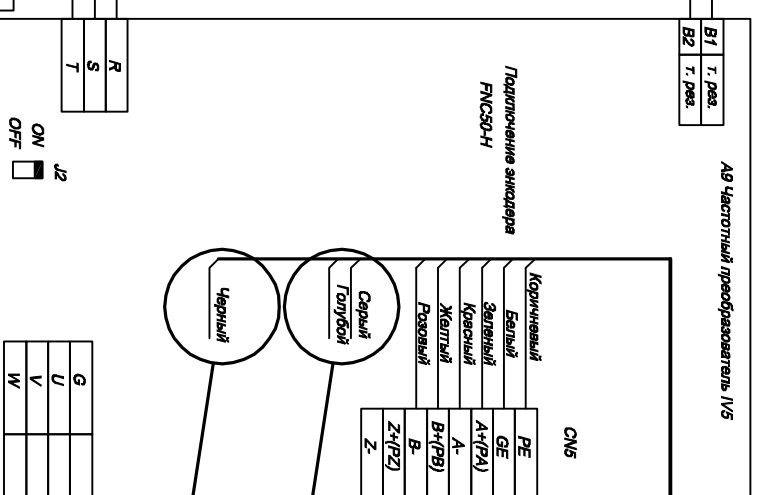 B1 т. рез.
B2 т. рез.
А9 Частотный преобразователь IV5
R
S
T
Подключение энкодера
FNC50-H
J2
ON
OFF
CN5
Коричневый PE
Белый GE
Зеленый A+(PA)
Красный A-
Желтый B+(PB)
Розовый B-
Z+(PZ)
Z-
Серый
Голубой
Черный
G
U
V
W